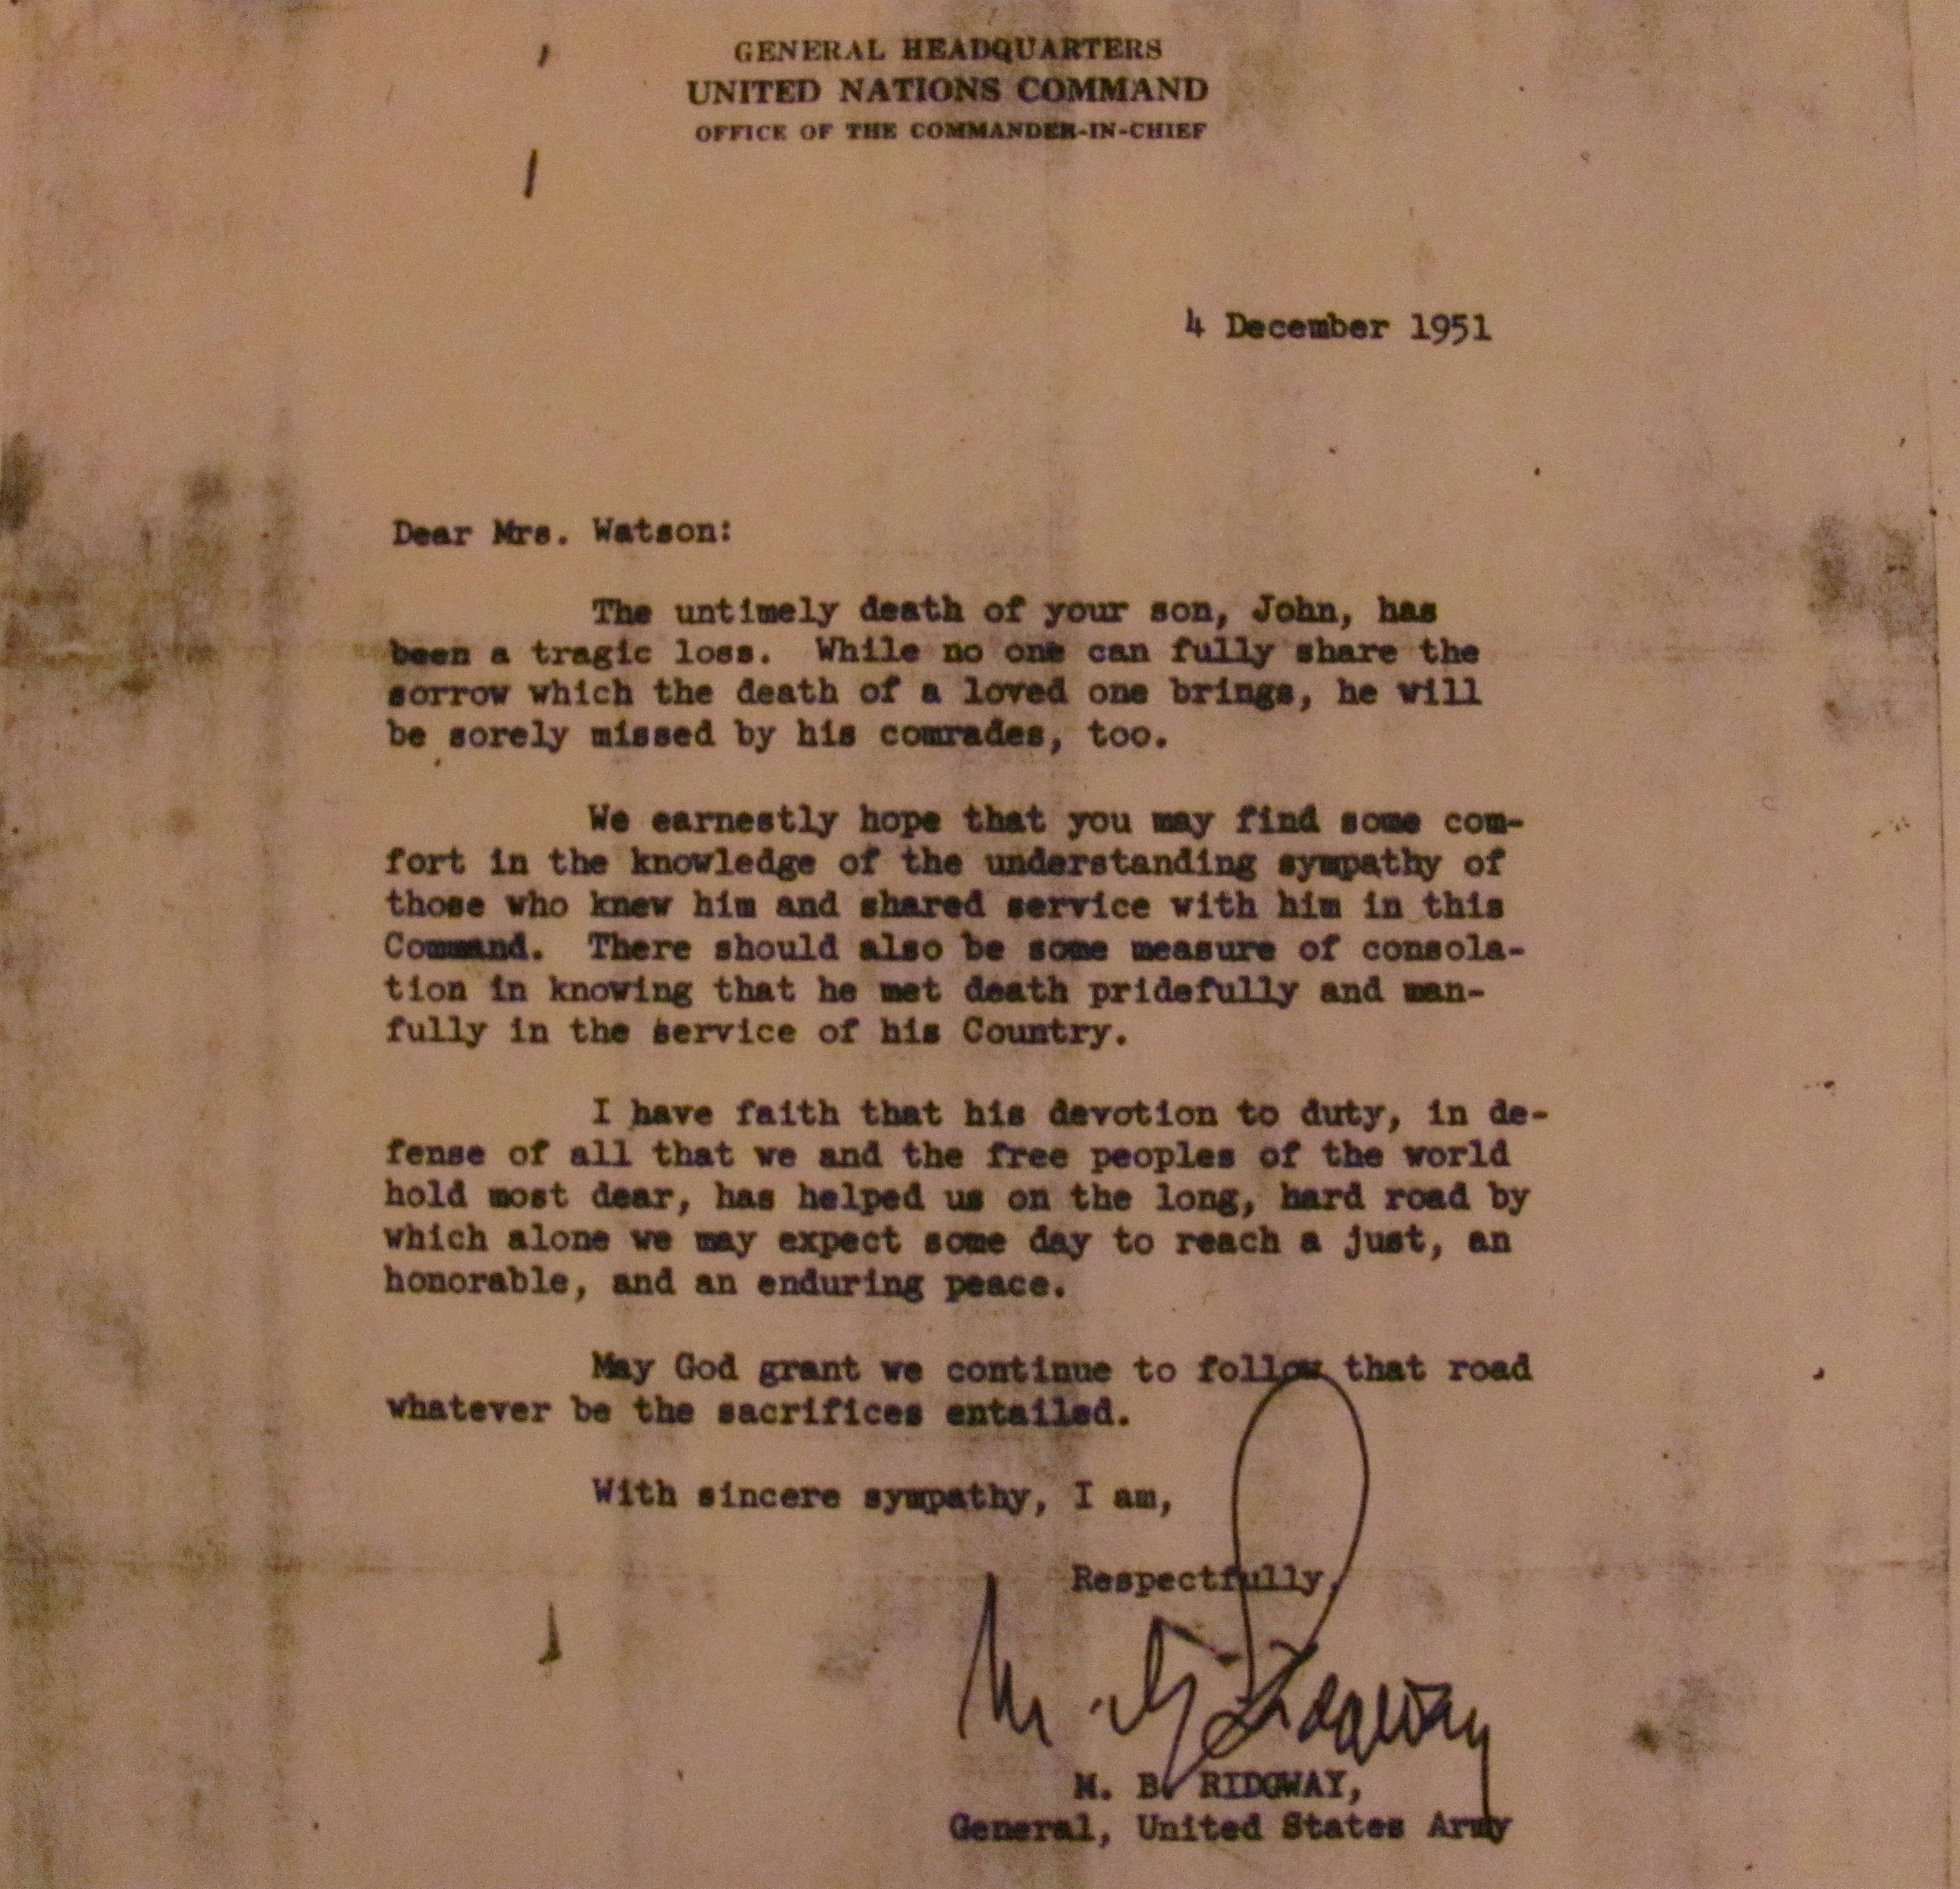 GENERAL HEADQUARTERS
UNITED NATIONS COMMAND
OFFICE OF THE COMMANDER-IN-CHIEF
4 December 1951
Dear Mrs. Watson:
The untimely death of your son, John, has
been a tragic loss. While no one can fully share the
sorrow which the death of a loved one brings, he will
be sorely missed by his comrades, too.
We earnestly hope that you may find some com-
fort in the knowledge of the understanding sympathy of
those who knew him and shared service with him in this
Command. There should also be some measure of consola-
tion in knowing that he met death pridefully and man-
fully in the service of his Country.
I have faith that his devotion to duty, in de-
fense of all that we and the free peoples of the world
hold most dear, has helped us on the long, hard road by
which alone we may expect some day to reach a just, an
honorable, and an enduring peace.
May God grant we continue to follow that road
whatever be the sacrifices entailed.
With sincere sympathy, I am,
Respectfully,
M. B. Ridgway
M. B. RIDGWAY,
General, United States Army